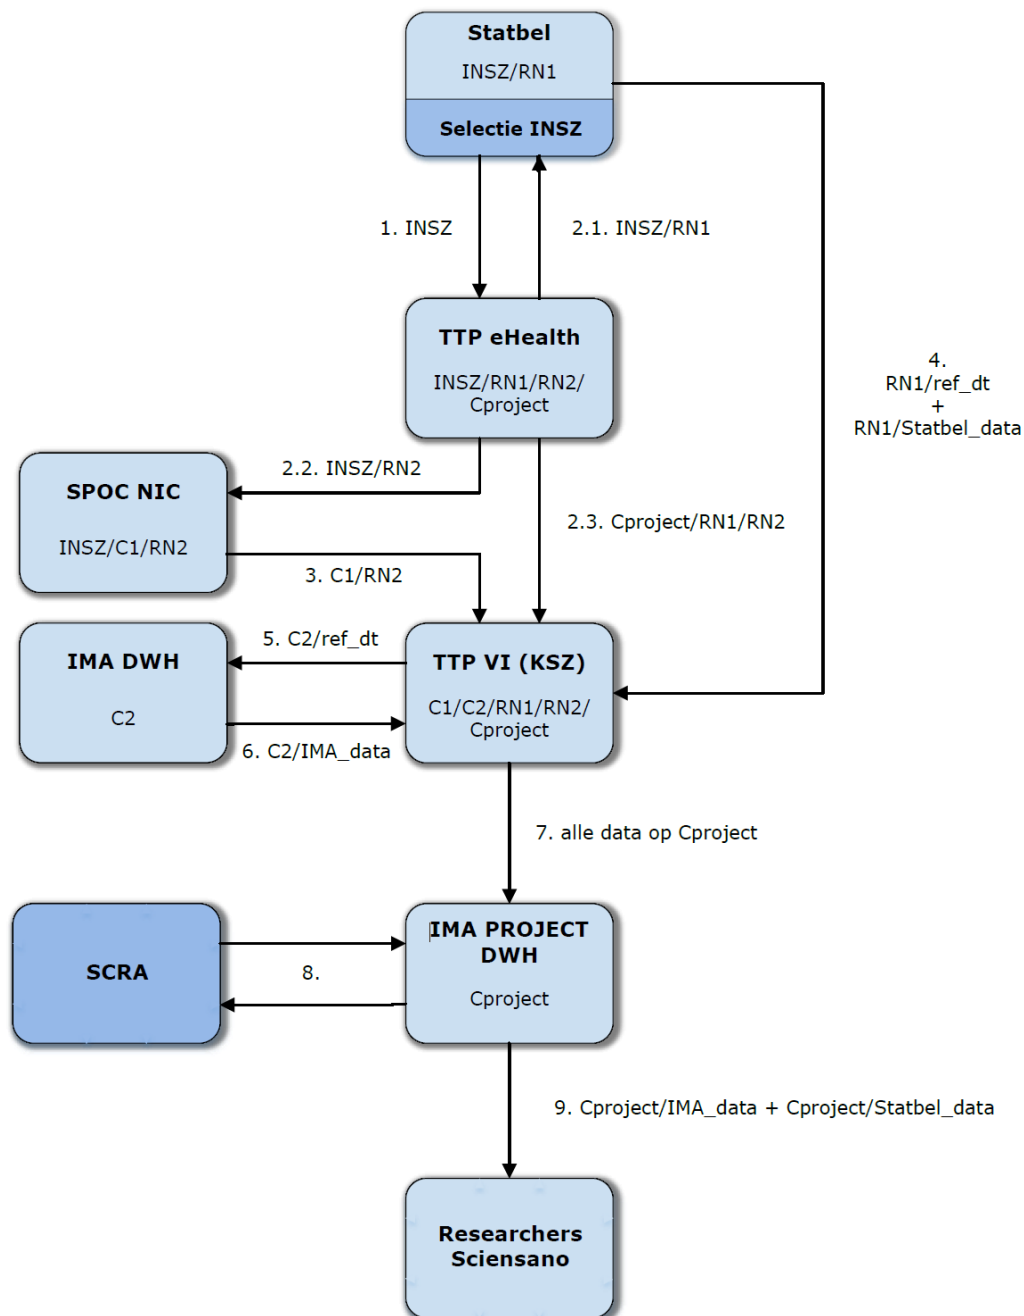 Statbel
INSZ/RN1
Selectie INSZ
1. INSZ
2.1. INSZ/RN1
TTP eHealth
INSZ/RN1/RN2/
Cproject
4.
RN1/ref_dt
+
RN1/Statbel_data
2.2. INSZ/RN2
SPOC NIC
INSZ/C1/RN2
2.3. Cproject/RN1/RN2
3. C1/RN2
5. C2/ref_dt
IMA DWH
C2
TTP VI (KSZ)
C1/C2/RN1/RN2/
Cproject
6. C2/IMA_data
7. alle data op Cproject
IMA PROJECT
DWH
Cproject
SCRA
8.
9. Cproject/IMA_data + Cproject/Statbel_data
Researchers
Sciensano